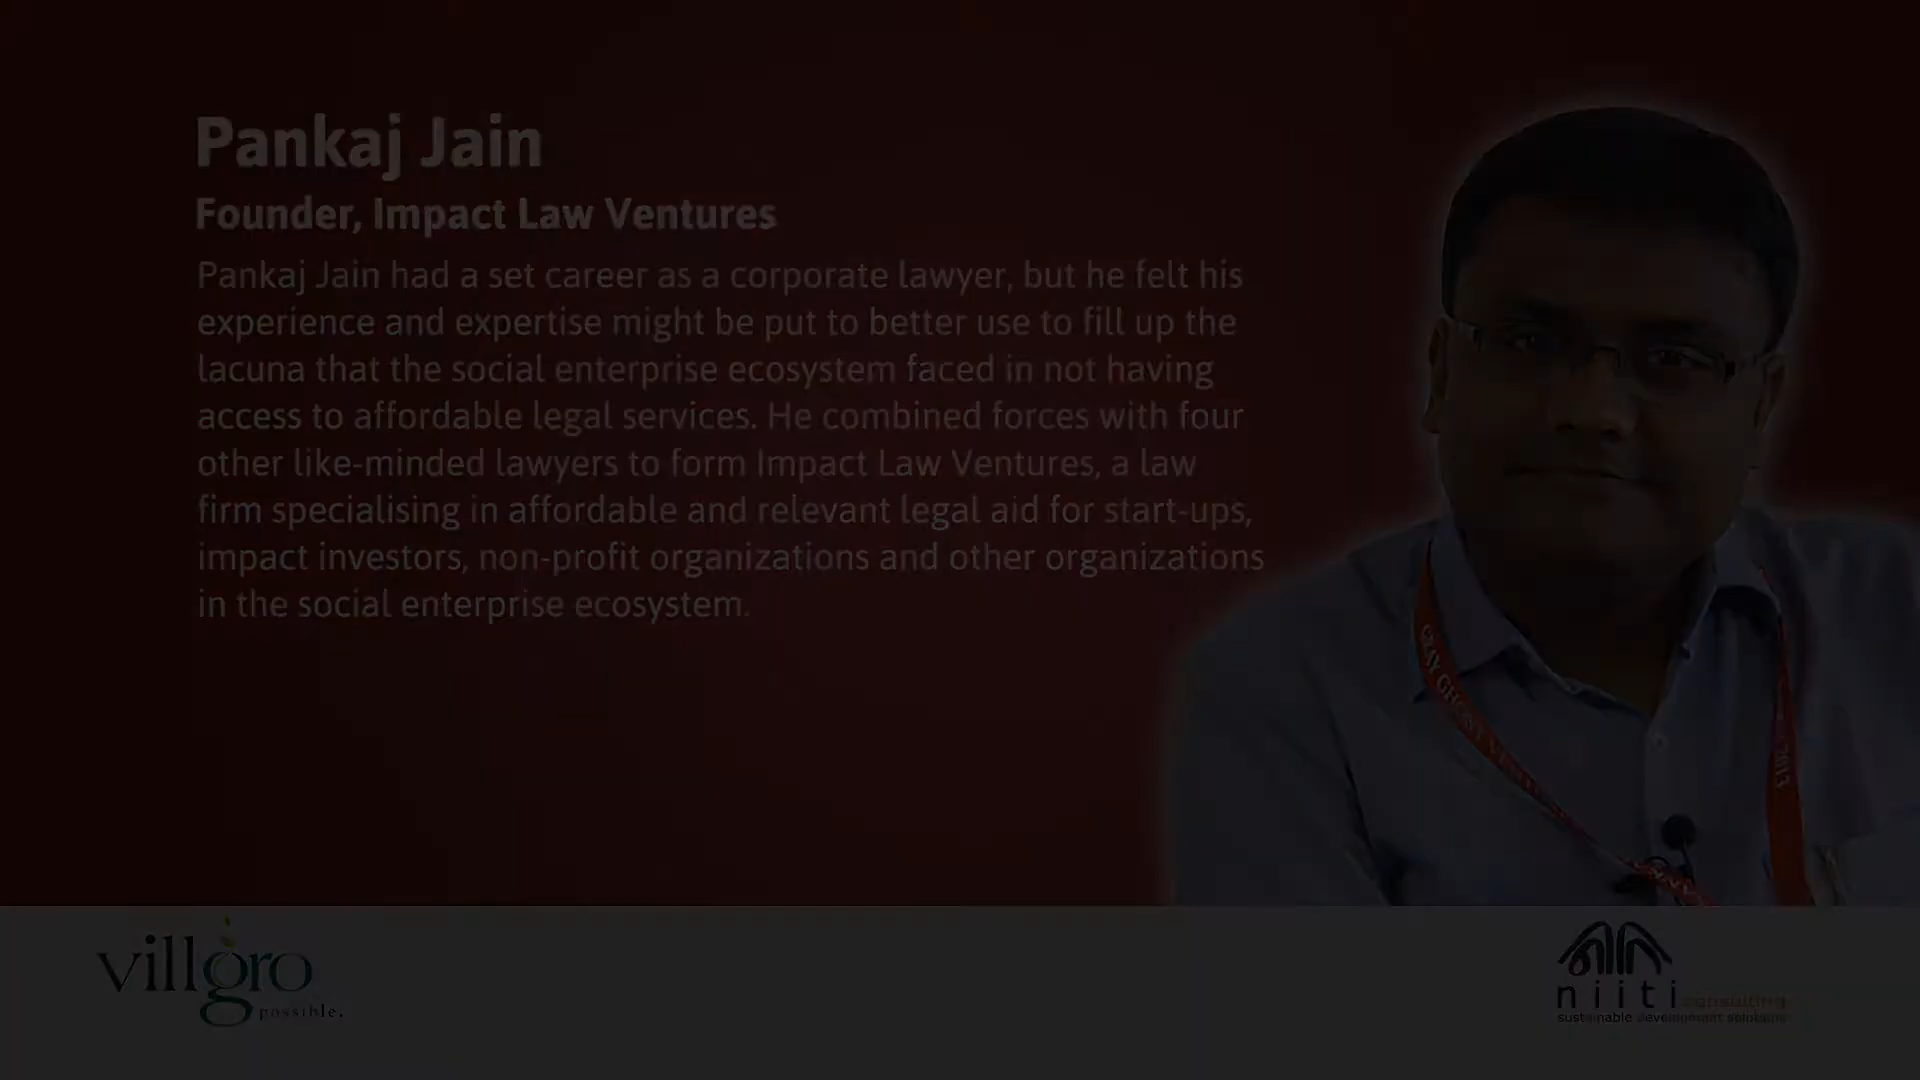 Pankaj Jain
Founder, Impact Law Ventures
Pankaj Jain had a set career as a corporate lawyer, but he felt his
experience and expertise might be put to better use to fill up the
lacuna that the social enterprise ecosystem faced in not having
access to affordable legal services. He combined forces with four
other like-minded lawyers to form Impact Law Ventures, a law
firm specialising in affordable and relevant legal aid for start-ups,
impact investors, non-profit organizations and other organizations
in the social enterprise ecosystem.
GRAY GHOST
villgro
possible.
niiti consulting
sustainable development solutions